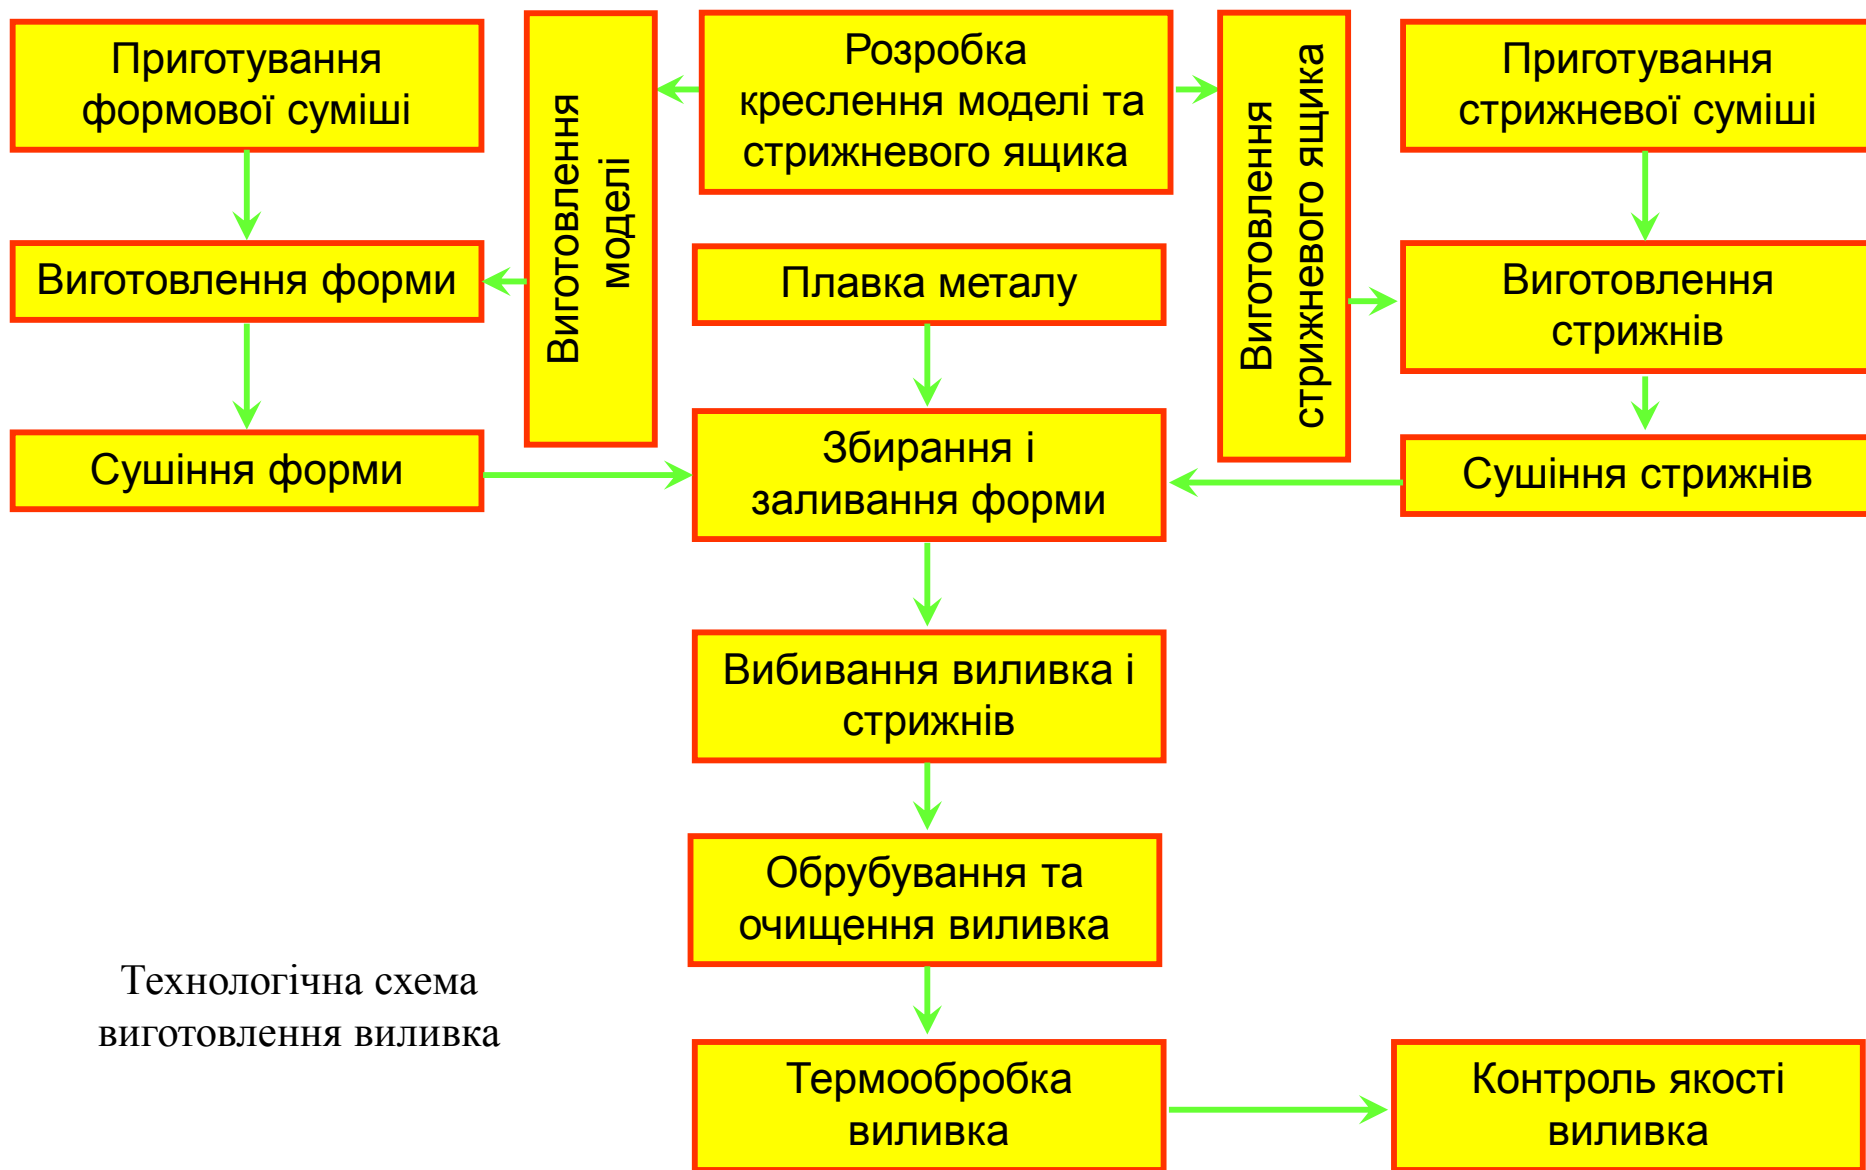 Приготування
формової суміші
Виготовлення
моделі
Розробка
креслення моделі та
стрижневого ящика
Виготовлення
стрижневого ящика
Приготування
стрижневої суміші
Виготовлення форми
Плавка металу
Виготовлення
стрижнів
Сушіння форми
Збирання і
заливання форми
Сушіння стрижнів
Вибивання виливка і
стрижнів
Обрубування та
очищення виливка
Технологічна схема
виготовлення виливка
Термообробка
виливка
Контроль якості
виливка